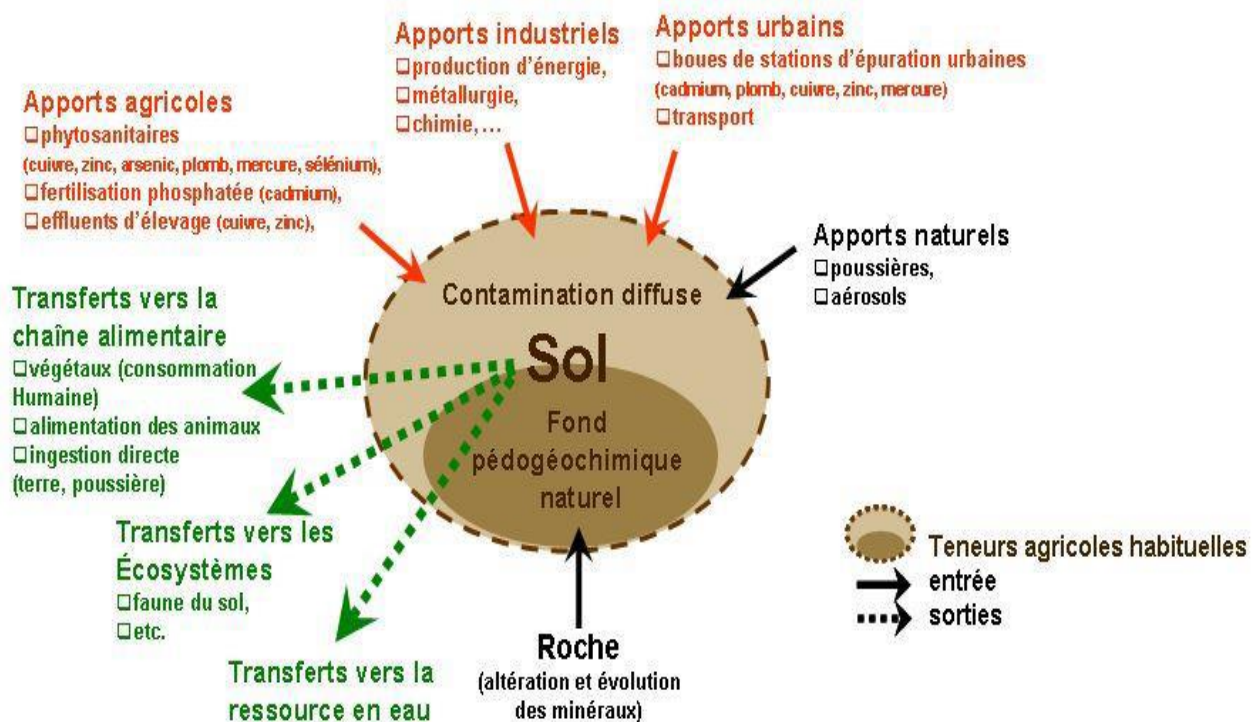 Apports industriels
☐production d'énergie,
☐métallurgie,
☐chimie,...
Apports urbains
☐boues de stations d'épuration urbaines
(cadmium, plomb, cuivre, zinc, mercure)
☐transport
Apports agricoles
☐phytosanitaires
(cuivre, zinc, arsenic, plomb, mercure, sélénium),
☐fertilisation phosphatée (cadmium),
☐effluents d'élevage (cuivre, zinc),
Apports naturels
☐poussières,
☐aérosols
Contamination diffuse
Sol
Fond
pédogéochimique
naturel
Transferts vers la
chaîne alimentaire
☐végétaux (consommation
Humaine)
☐alimentation des animaux
☐ingestion directe
(terre, poussière)
Transferts vers les
Écosystèmes
☐faune du sol,
☐etc.
Transferts vers la
ressource en eau
Roche
(altération et évolution
des minéraux)
Teneurs agricoles habituelles
entrée
sorties